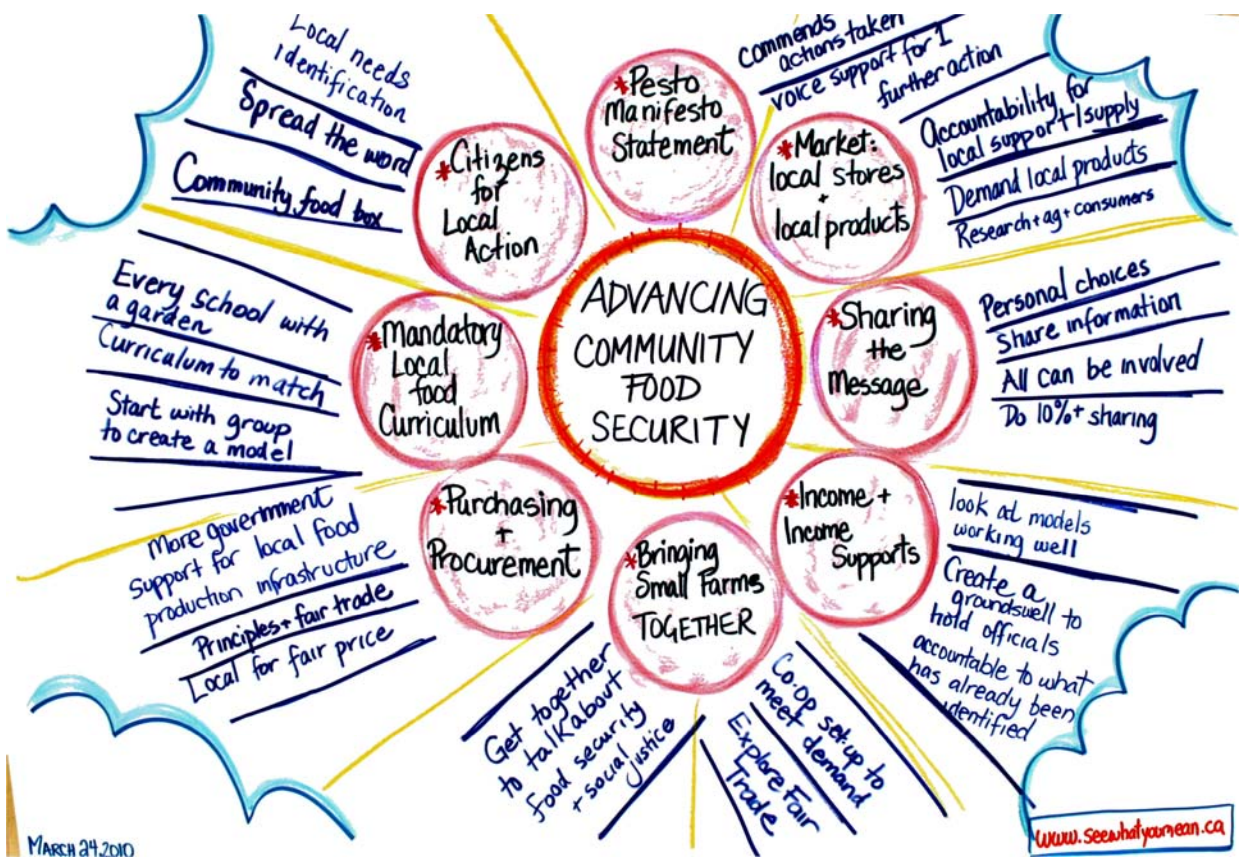 ADVANCING
COMMUNITY
FOOD
SECURITY
*Pesto
Manifesto
Statement
*Market:
local stores
+
local products
commends
actions taken
voice support for 1
further action
Accountability for
local support/supply
Demand local products
Research + ag + consumers
*Sharing
the
Message
Personal choices
Share information
All can be involved
Do 10%+ sharing
*Income +
Income
Supports
look at models
working well
Create a
groundswell to
hold officials
accountable to what
has already been
identified
*Bringing
Small Farms
TOGETHER
Co-op set-up to
meet demand
Explore Fair
Trade
Get together
to talk about
food security
+ social
justice
*Purchasing
+
Procurement
More government
support for local food
production infrastructure
Principles + fair trade
Local for fair price
*Mandatory
Local
food
Curriculum
Every school with
a garden
Curriculum to match
Start with group
to create a model
*Citizens
for
Local
Action
Local needs
identification
Spread the word
Community food box
MARCH 24, 2010
www.seewhatyoumean.ca